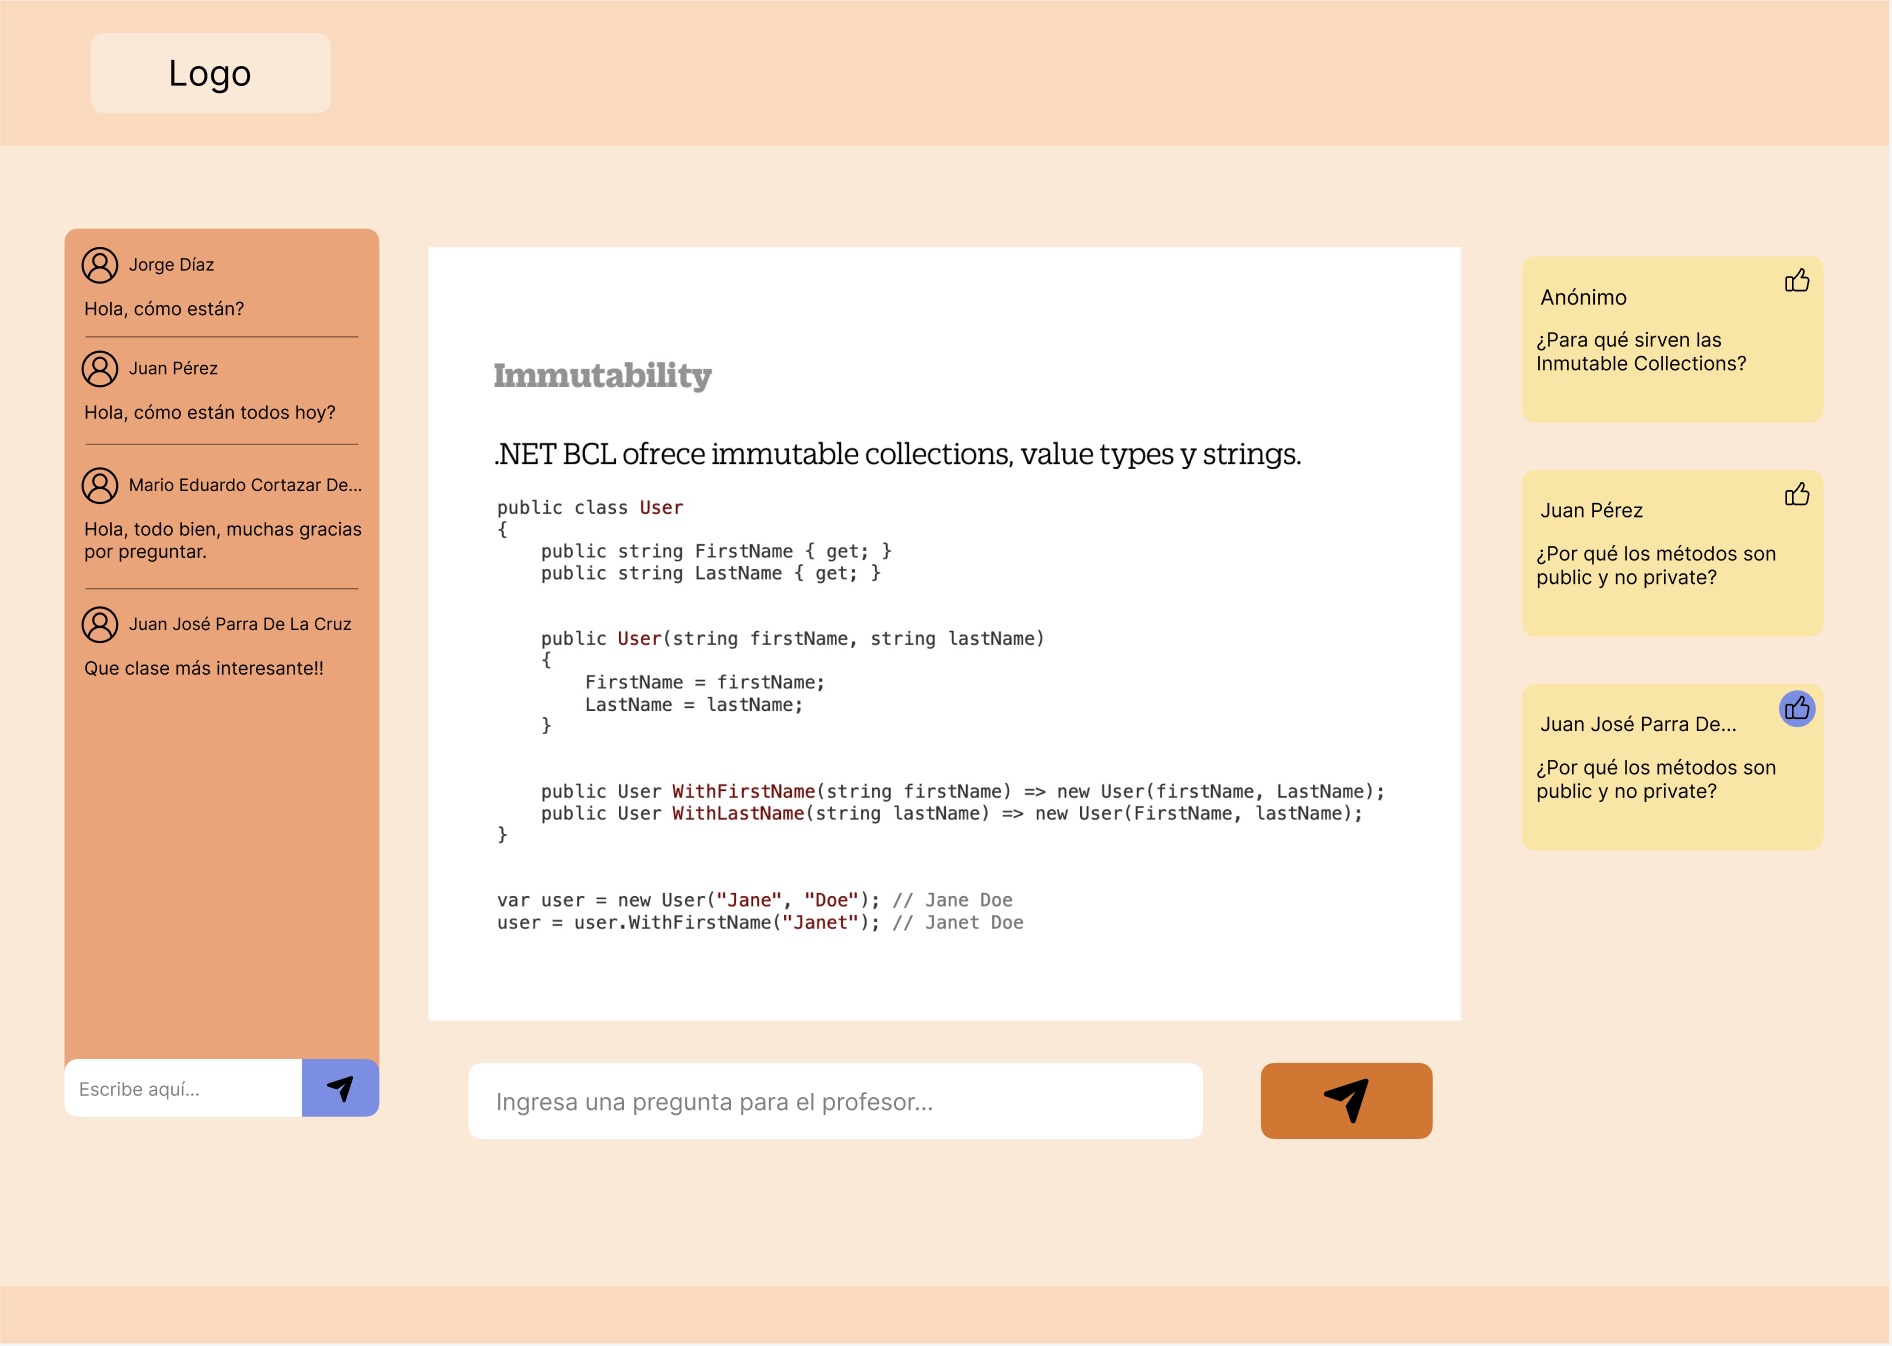 Logo
Jorge Díaz
Hola, cómo están?
Juan Pérez
Hola, cómo están todos hoy?
Mario Eduardo Cortazar De...
Hola, todo bien, muchas gracias
por preguntar.
Juan José Parra De La Cruz
Que clase más interesante!!
Escribe aquí...
Immutability
.NET BCL ofrece immutable collections, value types y strings.
public class User
{
    public string FirstName { get; }
    public string LastName { get; }
    public User(string firstName, string lastName)
    {
        FirstName = firstName;
        LastName = lastName;
    }
    public User WithFirstName(string firstName) => new User(firstName, LastName);
    public User WithLastName(string lastName) => new User(FirstName, lastName);
}
var user = new User("Jane", "Doe"); // Jane Doe
user = user.WithFirstName("Janet"); // Janet Doe
Ingresa una pregunta para el profesor...
Anónimo
¿Para qué sirven las
Inmutable Collections?
Juan Pérez
¿Por qué los métodos son
public y no private?
Juan José Parra De...
¿Por qué los métodos son
public y no private?